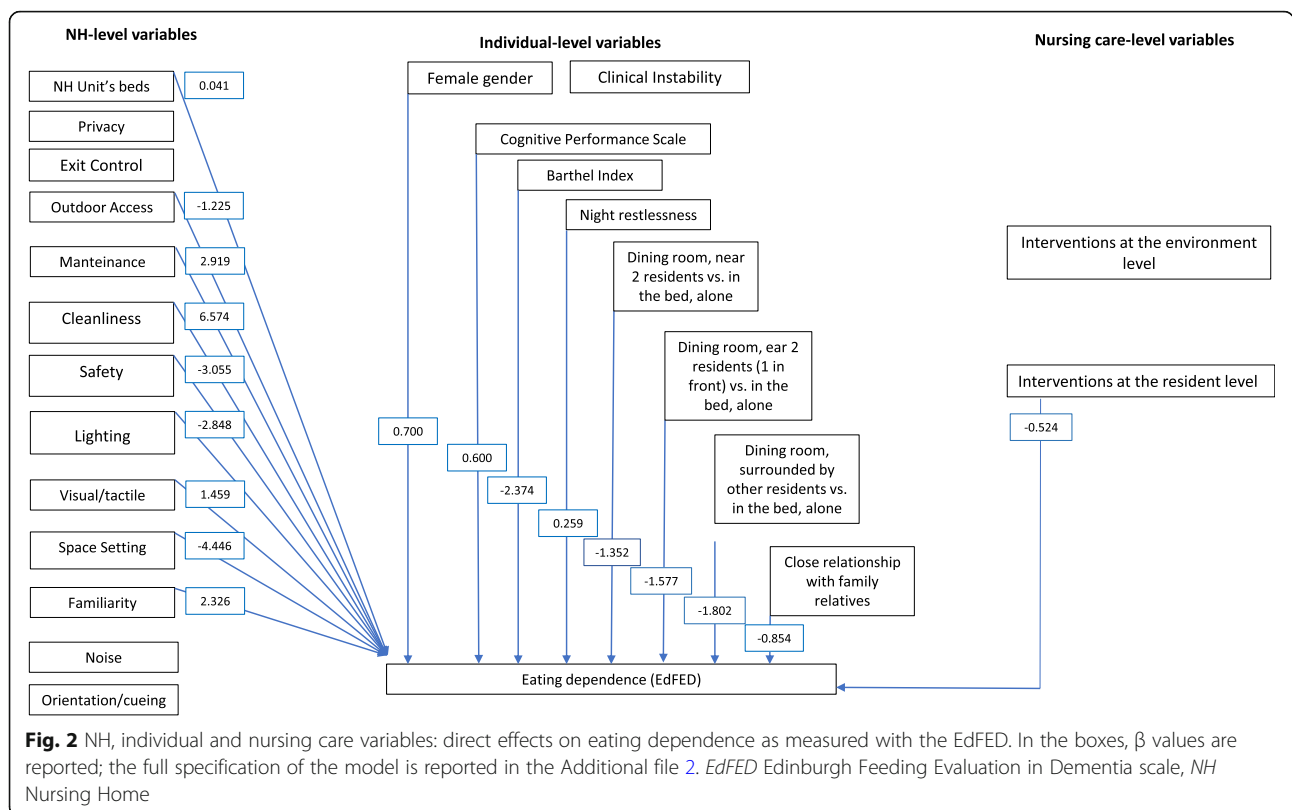 NH-level variables
Individual-level variables
Nursing care-level variables
NH Unit's beds
0.041
Privacy
Exit Control
Outdoor Access
-1.225
Manteinance
2.919
Cleanliness
6.574
Safety
-3.055
Lighting
-2.848
Visual/tactile
1.459
Space Setting
-4.446
Familiarity
2.326
Noise
Orientation/cueing
Female gender
Clinical Instability
Cognitive Performance Scale
Barthel Index
Night restlessness
Dining room, near
2 residents vs. in
the bed, alone
Dining room, ear 2
residents (1 in
front) vs. in the
bed, alone
Dining room,
surrounded by
other residents vs.
in the bed, alone
Close relationship
with family
relatives
0.700
0.600
-2.374
0.259
-1.352
-1.577
-1.802
-0.854
Eating dependence (EdFED)
Interventions at the environment
level
Interventions at the resident level
-0.524
Fig. 2 NH, individual and nursing care variables: direct effects on eating dependence as measured with the EdFED. In the boxes, β values are
reported; the full specification of the model is reported in the Additional file 2. EdFED Edinburgh Feeding Evaluation in Dementia scale, NH
Nursing Home